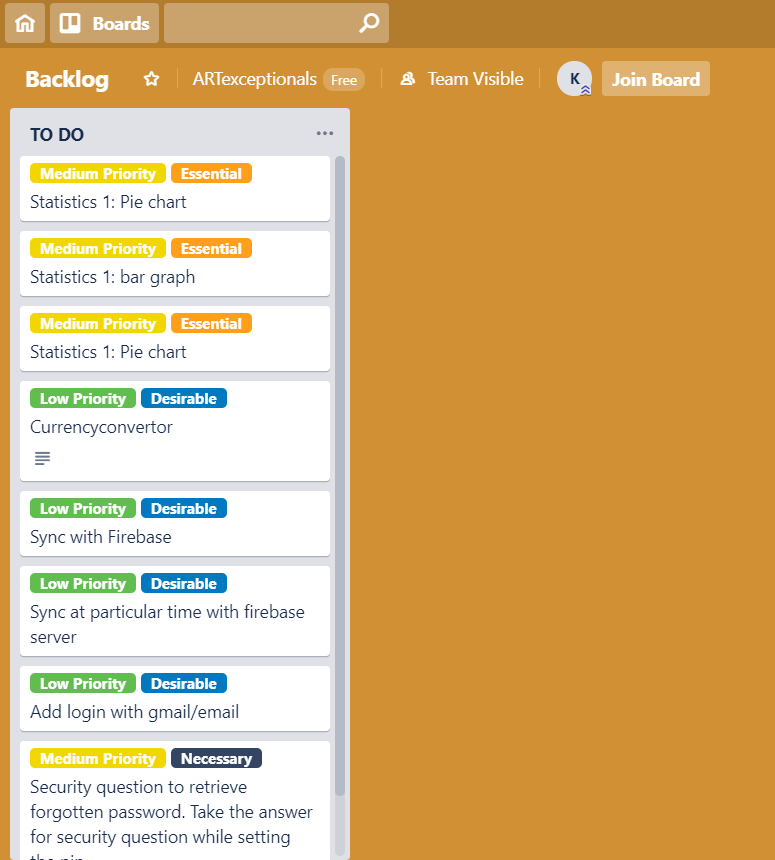 Boards
Backlog
ARTexceptionals Free
Team Visible
K
Join Board
TO DO
Medium Priority Essential
Statistics 1: Pie chart
Medium Priority Essential
Statistics 1: bar graph
Medium Priority Essential
Statistics 1: Pie chart
Low Priority Desirable
Currencyconvertor
Low Priority Desirable
Sync with Firebase
Low Priority Desirable
Sync at particular time with firebase
server
Low Priority Desirable
Add login with gmail/email
Medium Priority Necessary
Security question to retrieve
forgotten password. Take the answer
for security question while setting
the pin